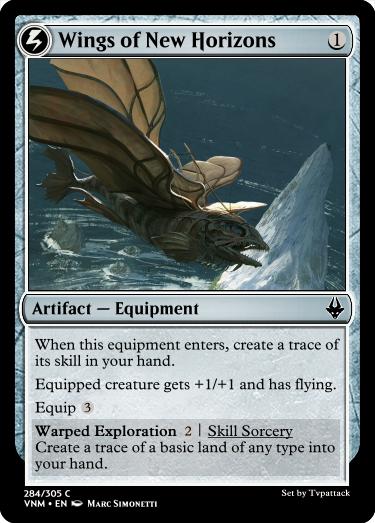 Wings of New Horizons 1
Artifact — Equipment
When this equipment enters, create a trace of
its skill in your hand.
Equipped creature gets +1/+1 and has flying.
Equip 3
Warped Exploration 2 | Skill Sorcery
Create a trace of a basic land of any type into
your hand.
284/305 C
VNM • EN Marc Simonetti
Set by Tvpattack